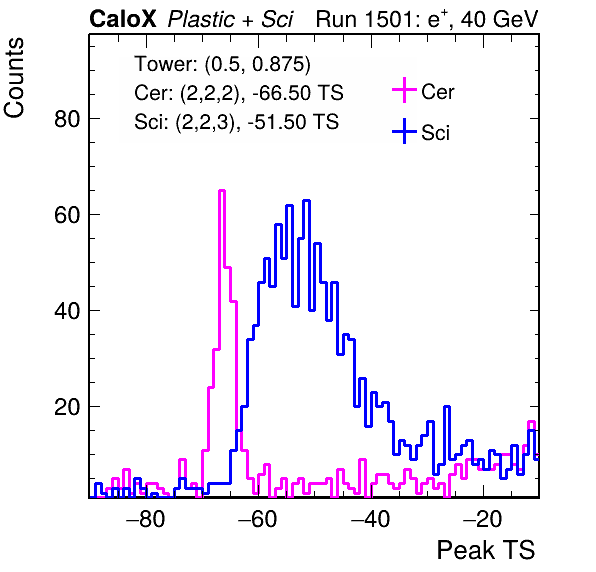 CaloX Plastic + Sci Run 1501: e+, 40 GeV
Tower: (0.5, 0.875)
Cer: (2,2,2), -66.50 TS
Sci: (2,2,3), -51.50 TS
Cer
Sci
Counts
80
60
40
20
−80 −60 −40 −20
Peak TS